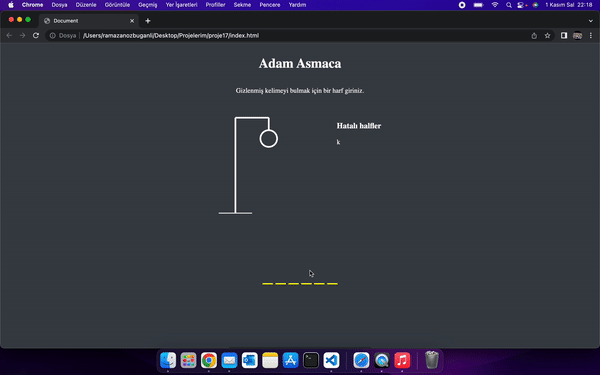 Chrome Dosya Düzenle Görüntüle Geçmiş Yer İşaretleri Profiller Sekme Pencere Yardım 1 Kasım Sal 22:18
Document
Dosya /Users/ramazanozbuganli/Desktop/Projelerim/proje17/index.html
Adam Asmaca
Gizlenmiş kelimeyi bulmak için bir harf giriniz.
Hatalı halfler
k